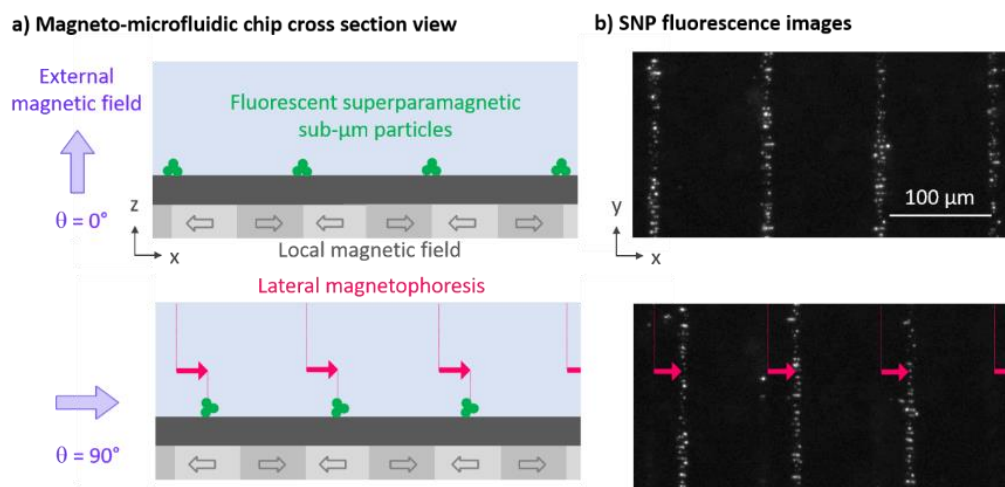 a) Magneto-microfluidic chip cross section view
b) SNP fluorescence images
External
magnetic field
Fluorescent superparamagnetic
sub-μm particles
θ = 0°
z
x
Local magnetic field
y
x
100 μm
Lateral magnetophoresis
θ = 90°